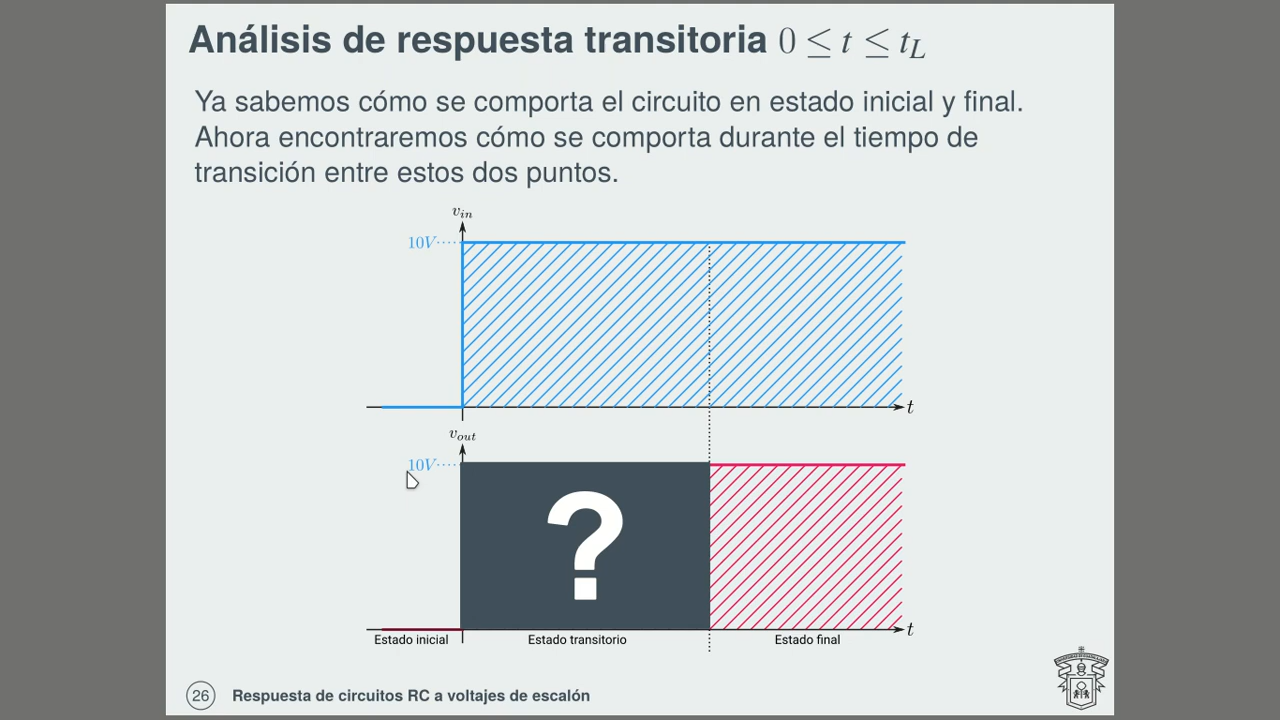 Análisis de respuesta transitoria 0 ≤ t ≤ t_L
Ya sabemos cómo se comporta el circuito en estado inicial y final.
Ahora encontraremos cómo se comporta durante el tiempo de
transición entre estos dos puntos.
v_in
10V
t
v_out
10V
?
t
Estado inicial Estado transitorio Estado final
26 Respuesta de circuitos RC a voltajes de escalón